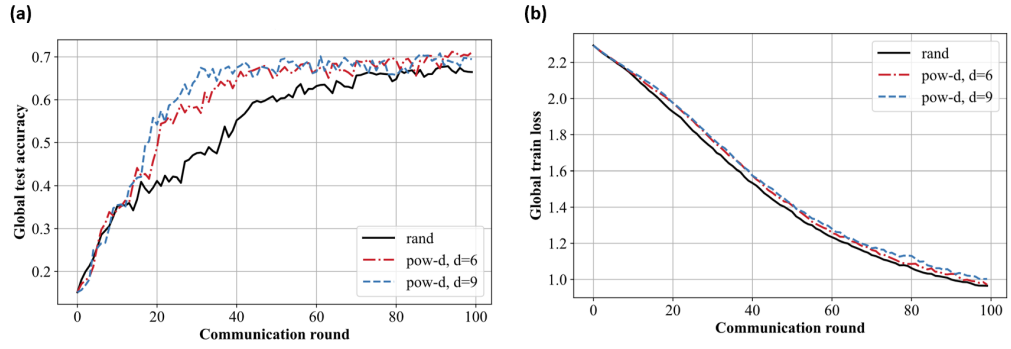 (a)
Global test accuracy
0.7
0.6
0.5
0.4
0.3
0.2
0
20
40
60
80
100
Communication round
rand
pow-d, d=6
pow-d, d=9
(b)
Global train loss
2.2
2.0
1.8
1.6
1.4
1.2
1.0
0
20
40
60
80
100
Communication round
rand
pow-d, d=6
pow-d, d=9